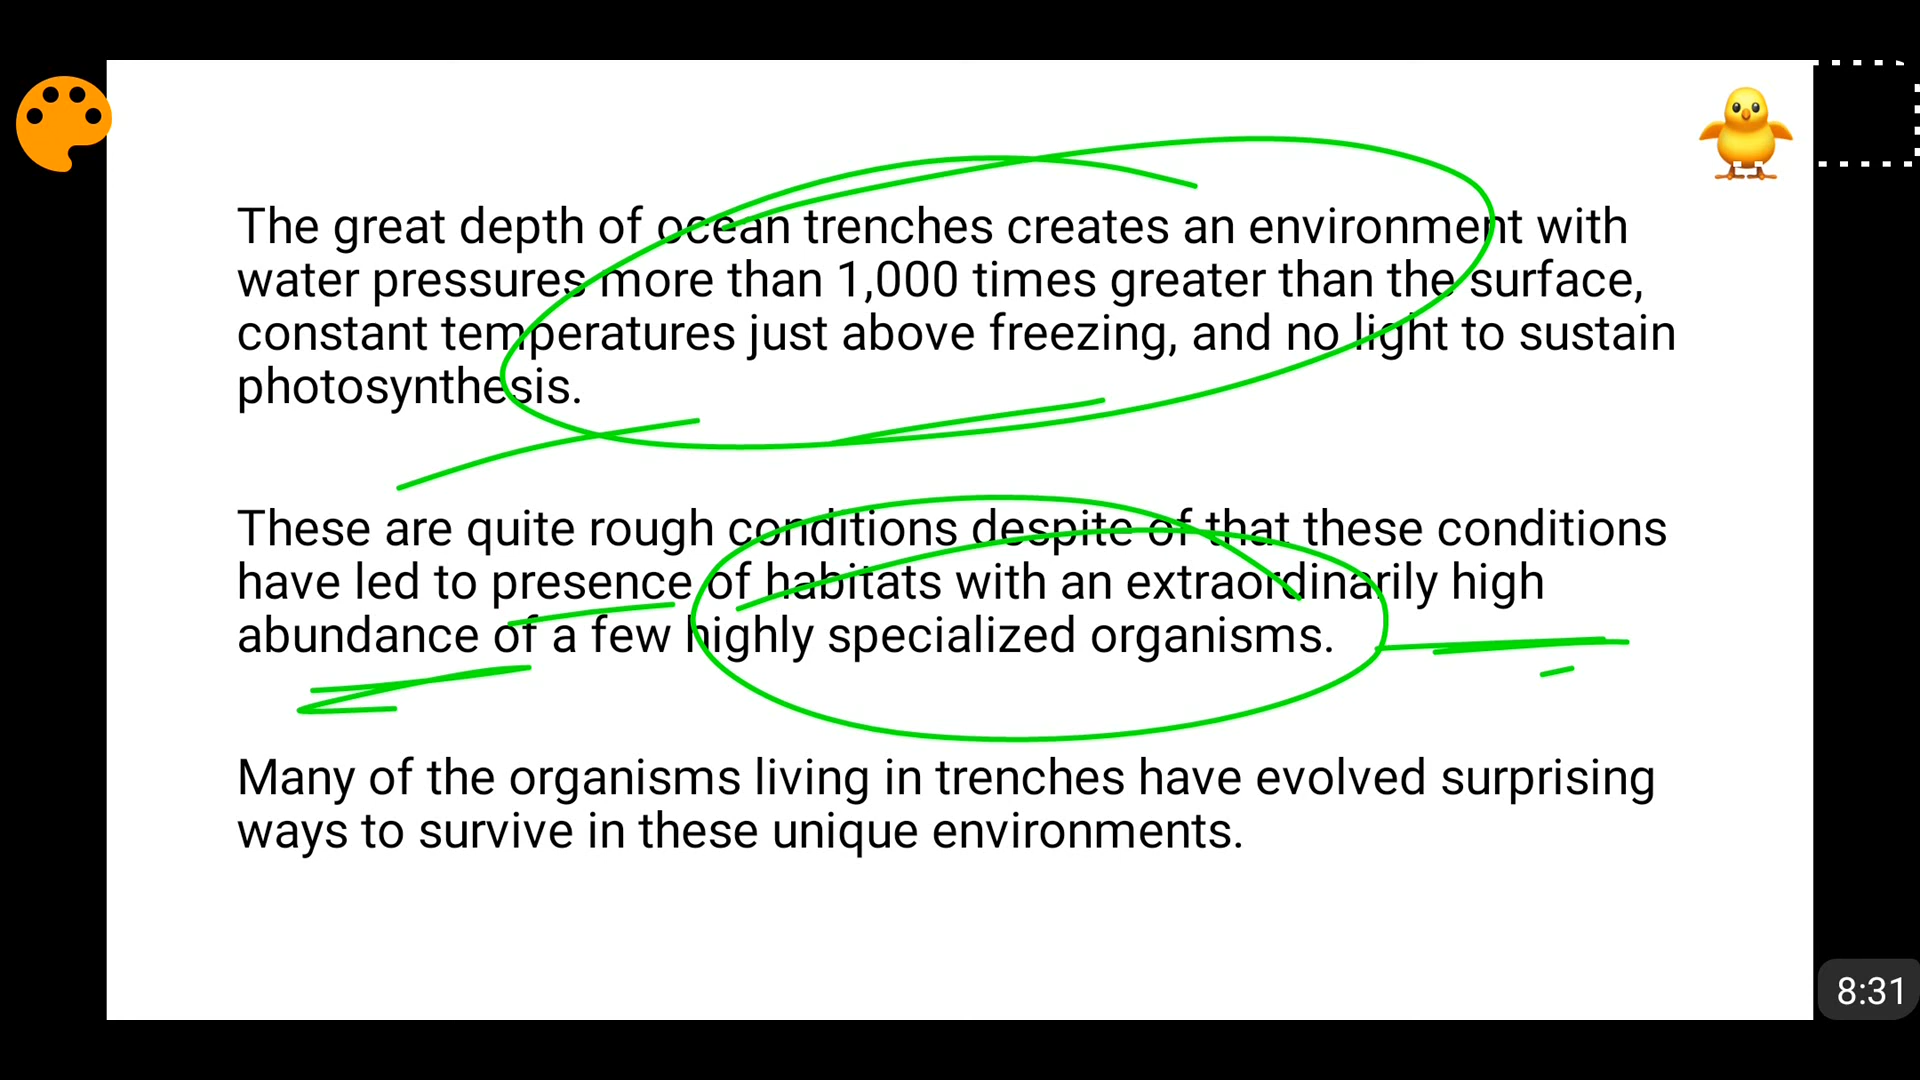 The great depth of ocean trenches creates an environment with
water pressures more than 1,000 times greater than the surface,
constant temperatures just above freezing, and no light to sustain
photosynthesis.
These are quite rough conditions despite of that these conditions
have led to presence of habitats with an extraordinarily high
abundance of a few highly specialized organisms.
Many of the organisms living in trenches have evolved surprising
ways to survive in these unique environments.
8:31